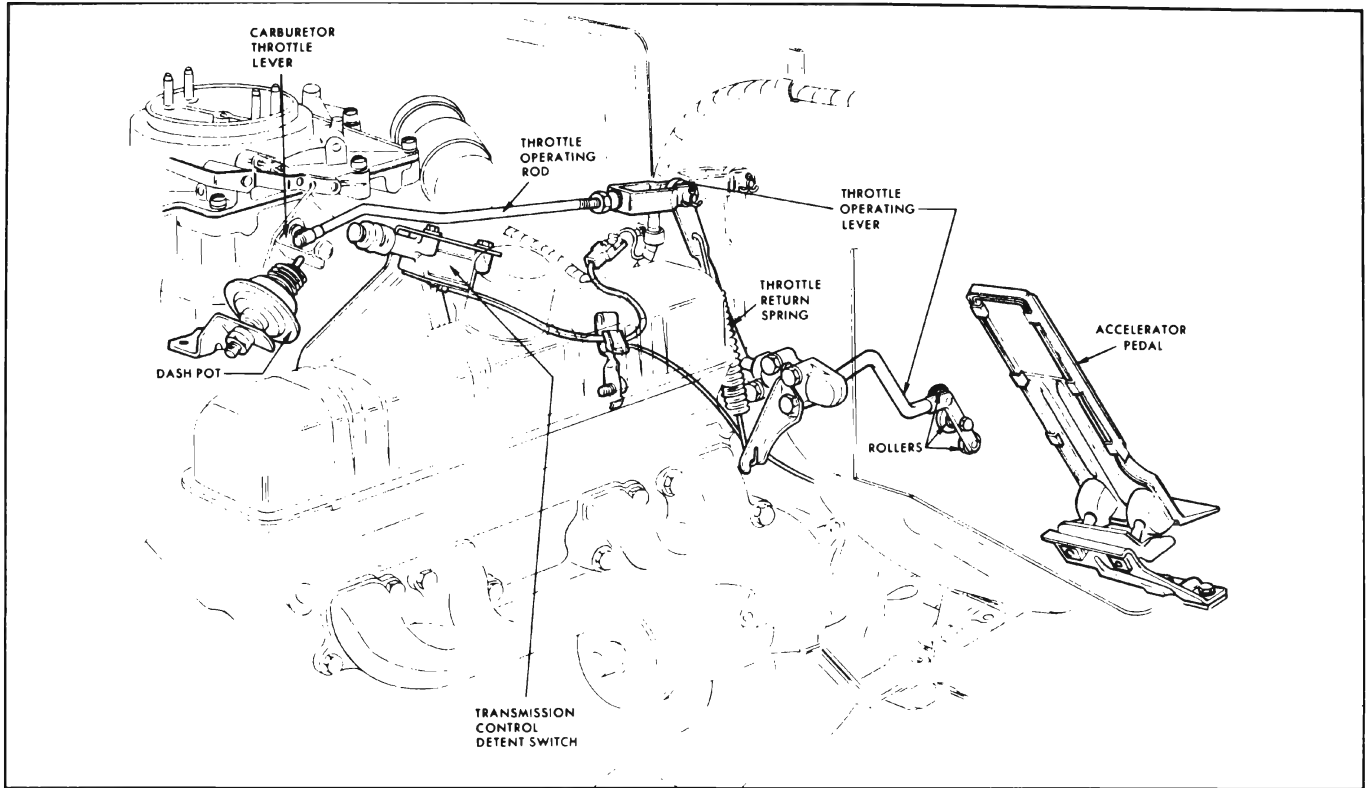 CARBURETOR
THROTTLE
LEVER
THROTTLE
OPERATING
ROD
THROTTLE
OPERATING
LEVER
THROTTLE
RETURN
SPRING
ACCELERATOR
PEDAL
DASH POT
ROLLERS
TRANSMISSION
CONTROL
DETENT SWITCH